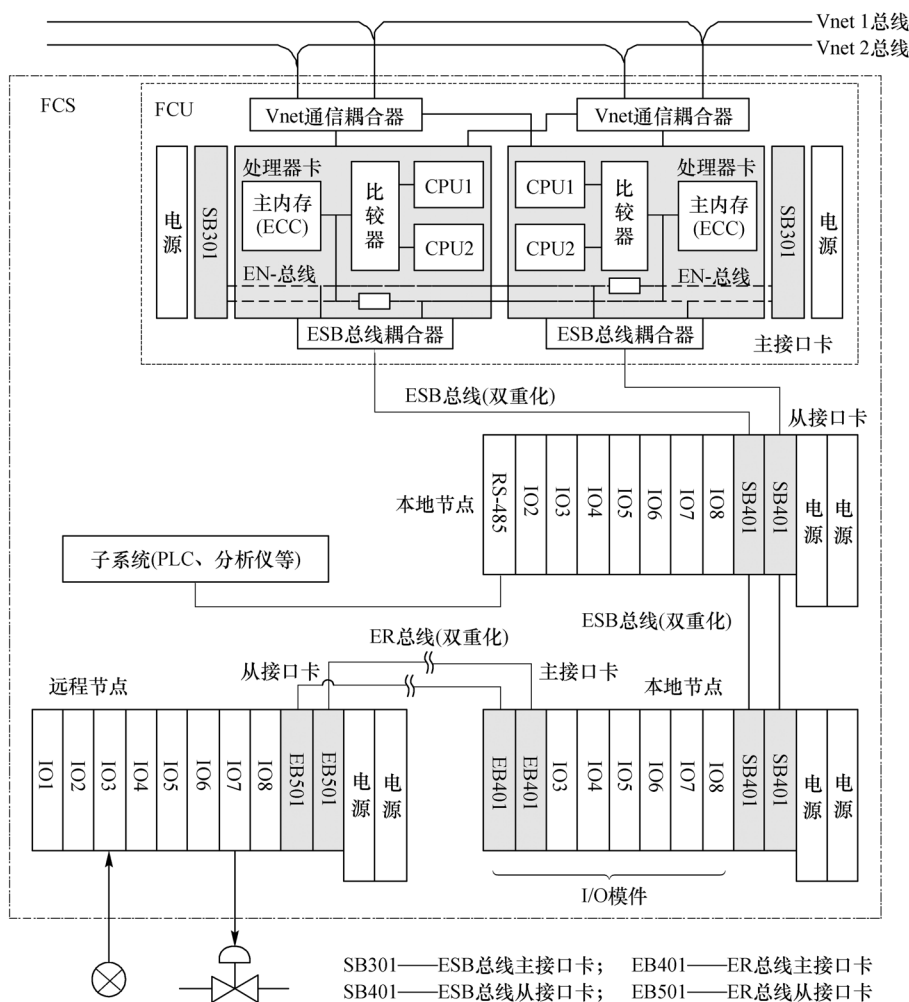 Vnet 1总线
Vnet 2总线
FCS
FCU
Vnet通信耦合器
Vnet通信耦合器
电源
SB301
处理器卡
主内存
(ECC)
比较器
CPU1
CPU2
EN-总线
CPU1
CPU2
比较器
处理器卡
主内存
(ECC)
EN-总线
SB301
电源
ESB总线耦合器
ESB总线耦合器
主接口卡
ESB总线(双重化)
从接口卡
本地节点
RS-485
IO2
IO3
IO4
IO5
IO6
IO7
IO8
SB401
SB401
电源
电源
子系统(PLC、分析仪等)
ESB总线(双重化)
ER总线(双重化)
远程节点
从接口卡
主接口卡
本地节点
IO1
IO2
IO3
IO4
IO5
IO6
IO7
IO8
EB501
EB501
电源
电源
EB401
EB401
IO3
IO4
IO5
IO6
IO7
IO8
SB401
SB401
电源
电源
I/O模件
SB301——ESB总线主接口卡； EB401——ER总线主接口卡
SB401——ESB总线从接口卡； EB501——ER总线从接口卡